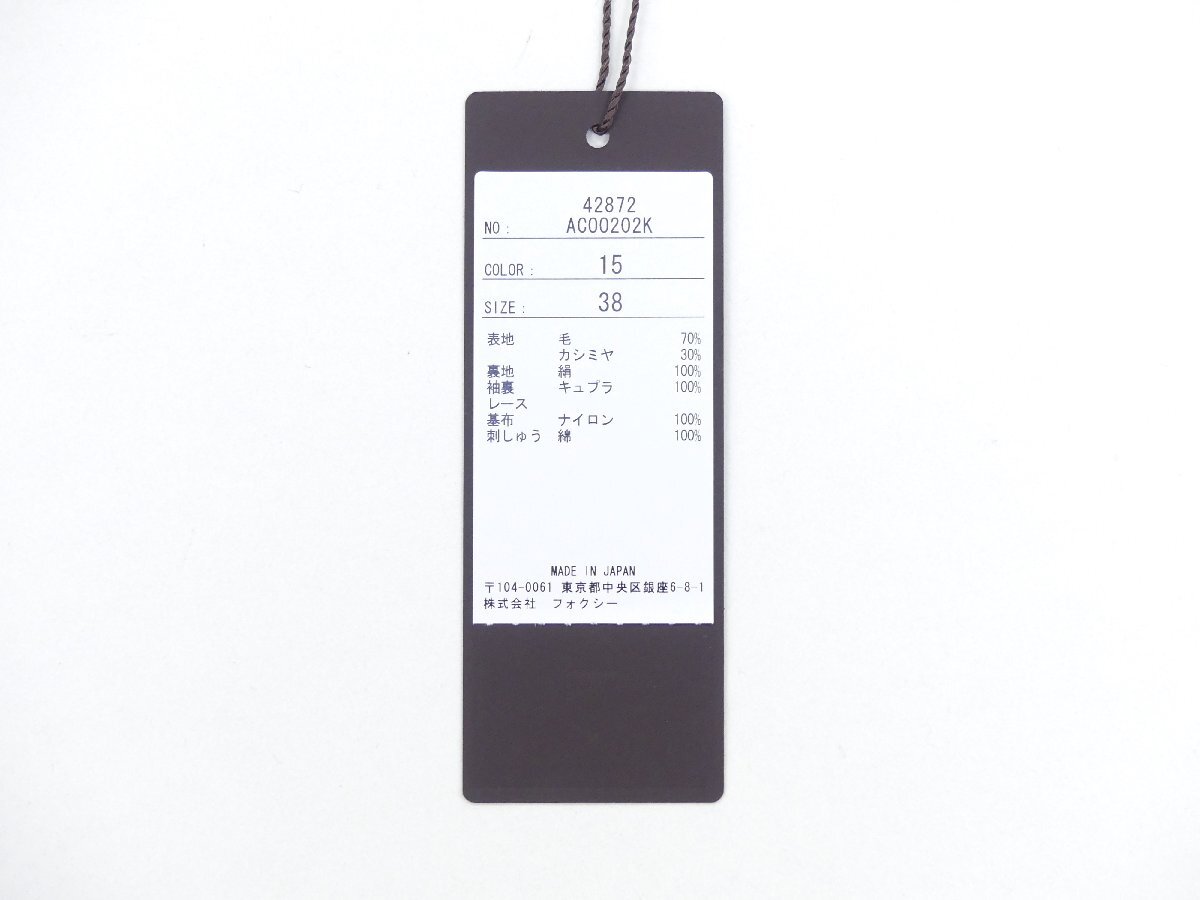 42872
NO : AC00202K
COLOR : 15
SIZE : 38
表地 毛 70%
カシミヤ 30%
裏地 絹 100%
袖裏 キュプラ 100%
レース
基布 ナイロン 100%
刺しゅう 綿 100%
MADE IN JAPAN
〒104-0061 東京都中央区銀座6-8-1
株式会社 フォクシー